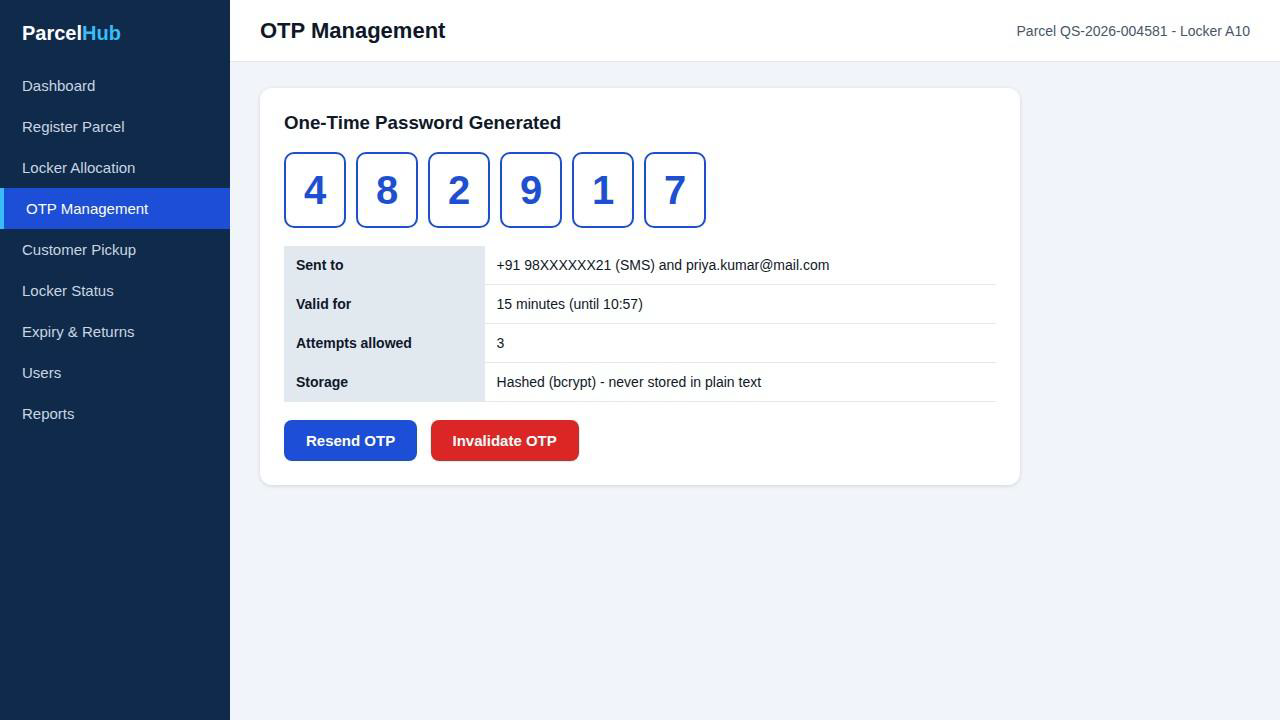 ParcelHub
Dashboard
Register Parcel
Locker Allocation
OTP Management
Customer Pickup
Locker Status
Expiry & Returns
Users
Reports
OTP Management
Parcel QS-2026-004581 - Locker A10
One-Time Password Generated
4 8 2 9 1 7
Sent to +91 98XXXXXX21 (SMS) and priya.kumar@mail.com
Valid for 15 minutes (until 10:57)
Attempts allowed 3
Storage Hashed (bcrypt) - never stored in plain text
Resend OTP Invalidate OTP